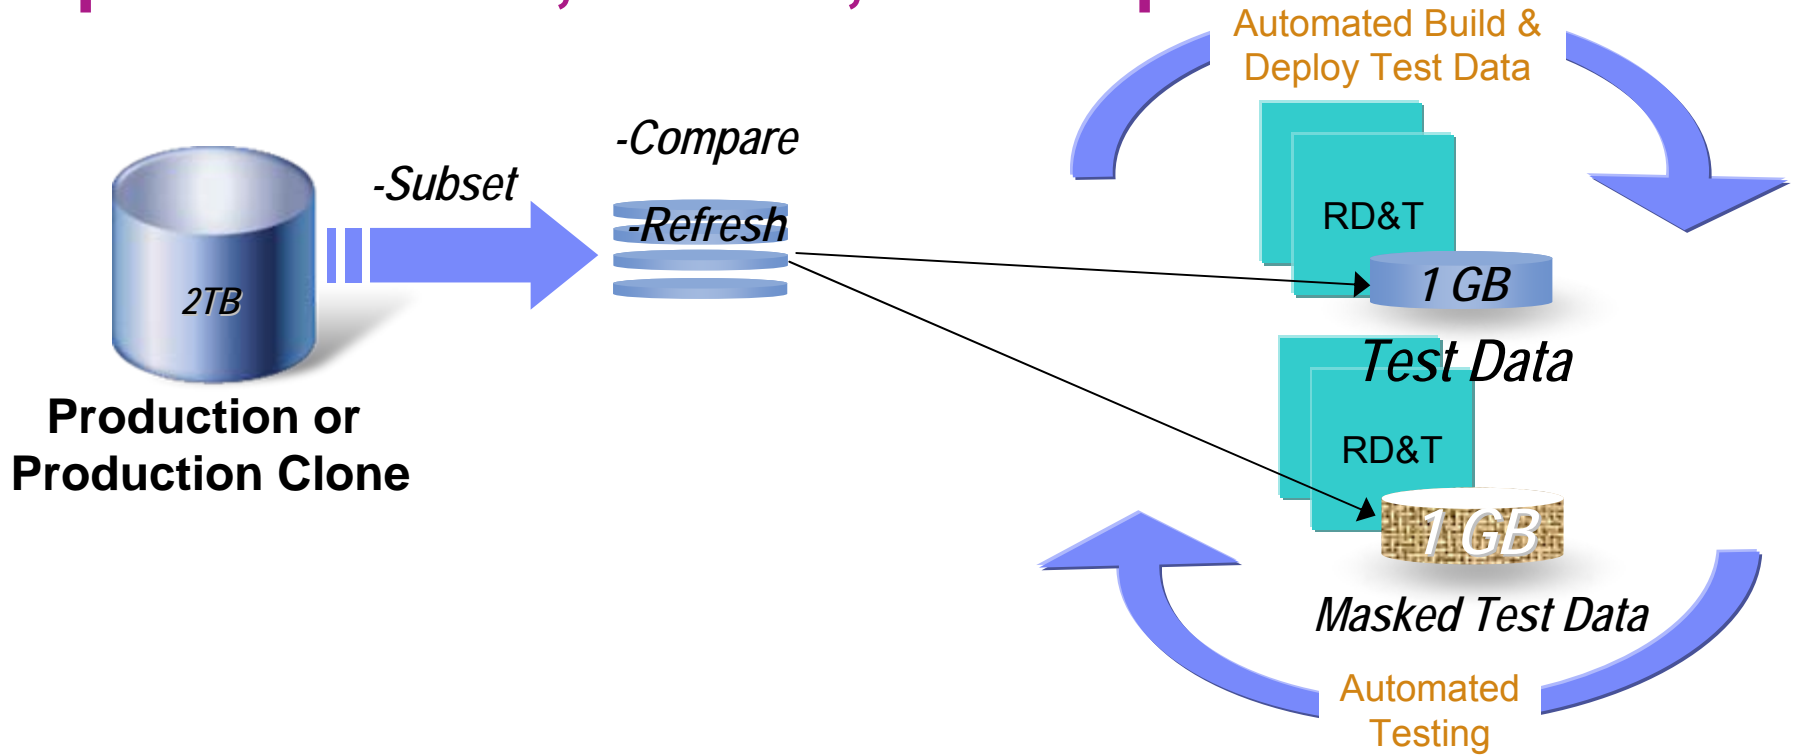 Automated Build &
Deploy Test Data
-Compare
-Subset
-Refresh
RD&T
2TB
1 GB
Test Data
Production or
Production Clone
RD&T
1 GB
Masked Test Data
Automated
Testing